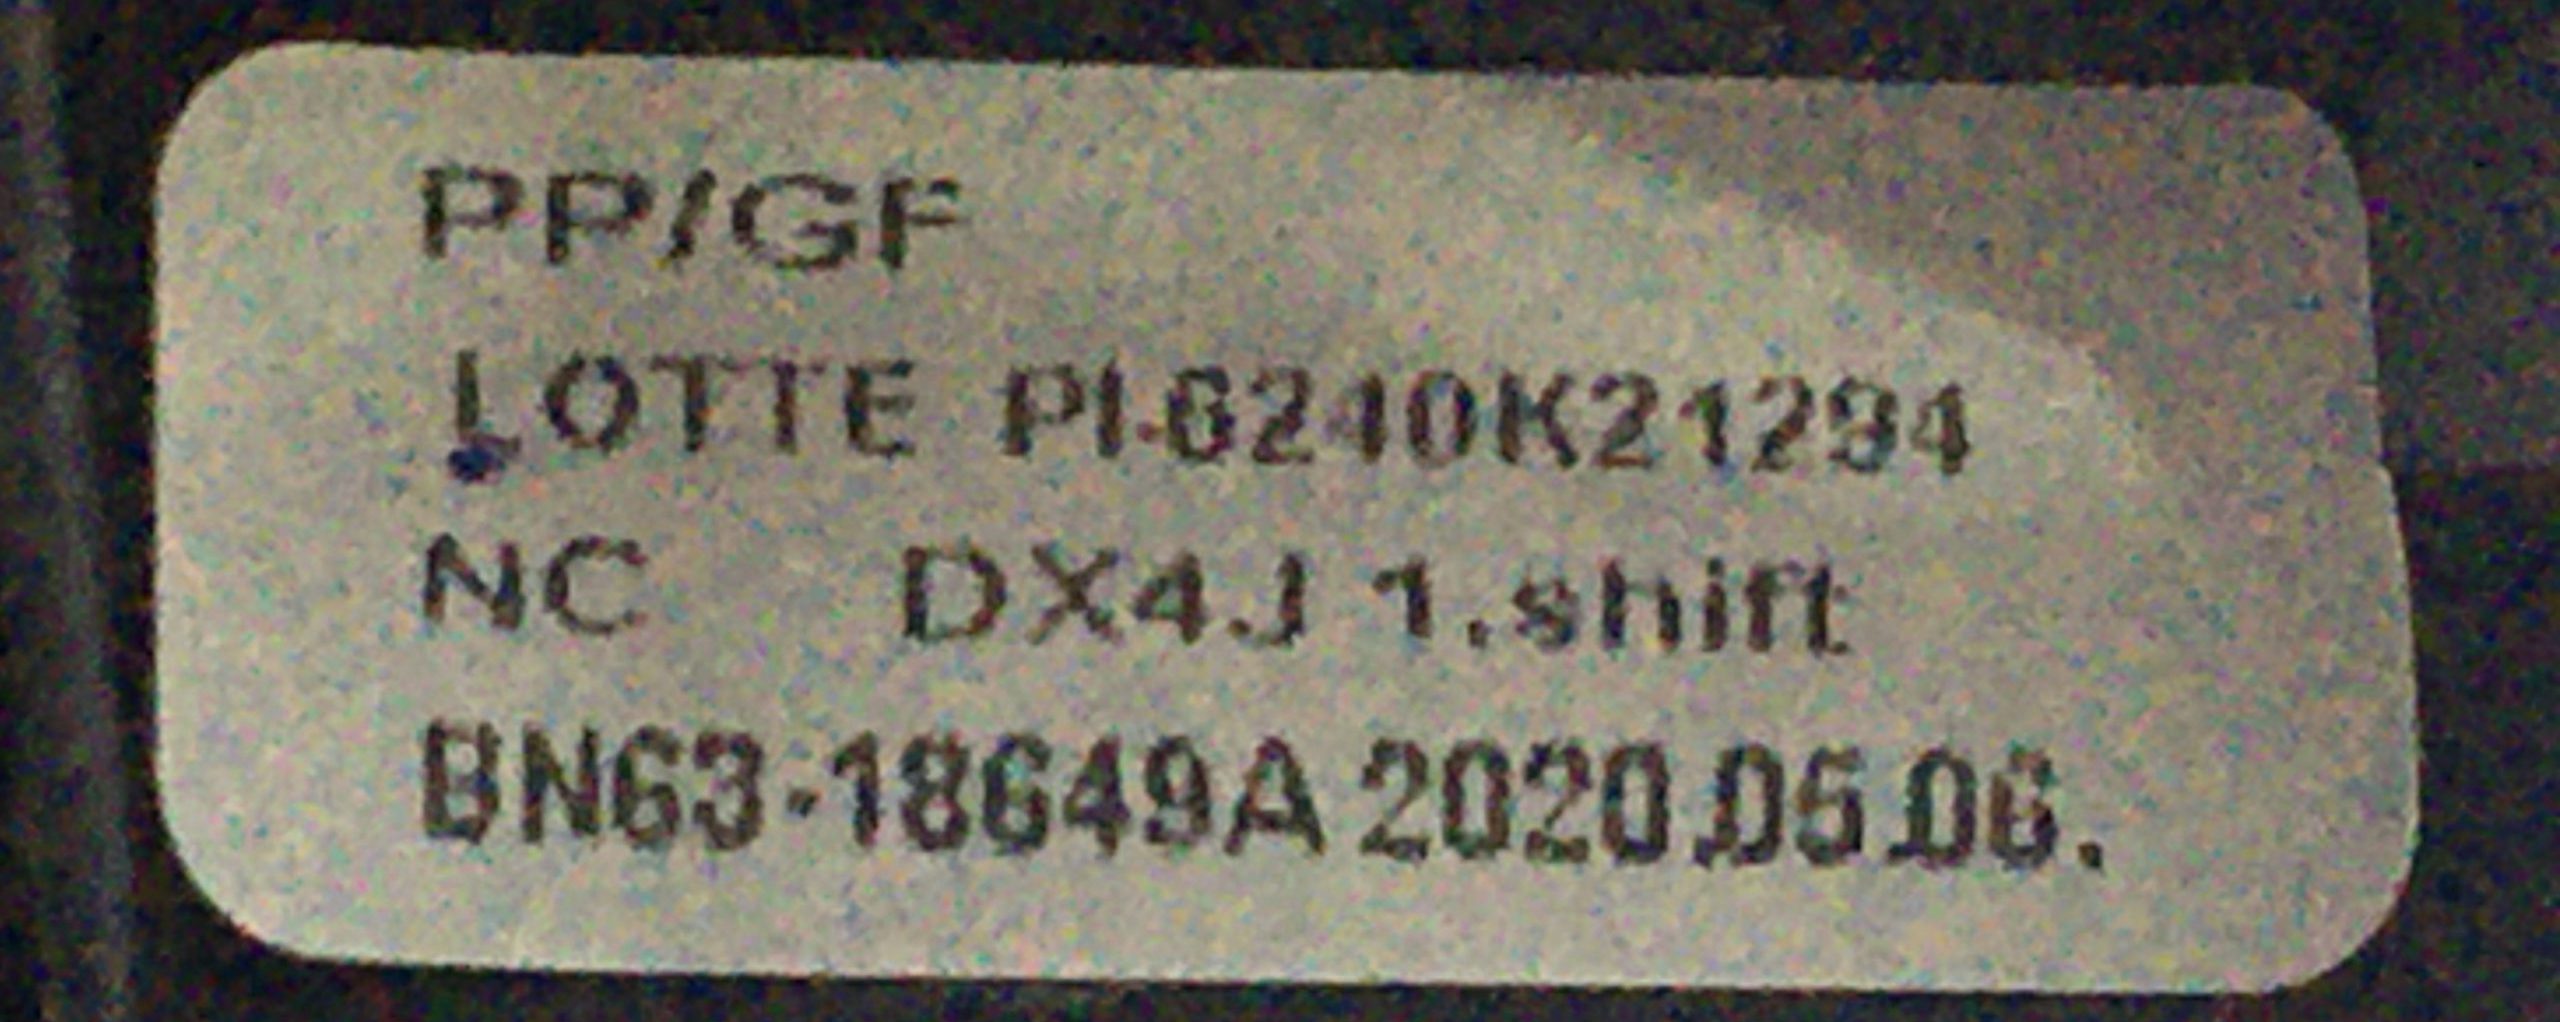 PP/GF
LOTTE PI-6240K21294
NC DX4J 1.shift
BN63-18649A 2020.05.06.